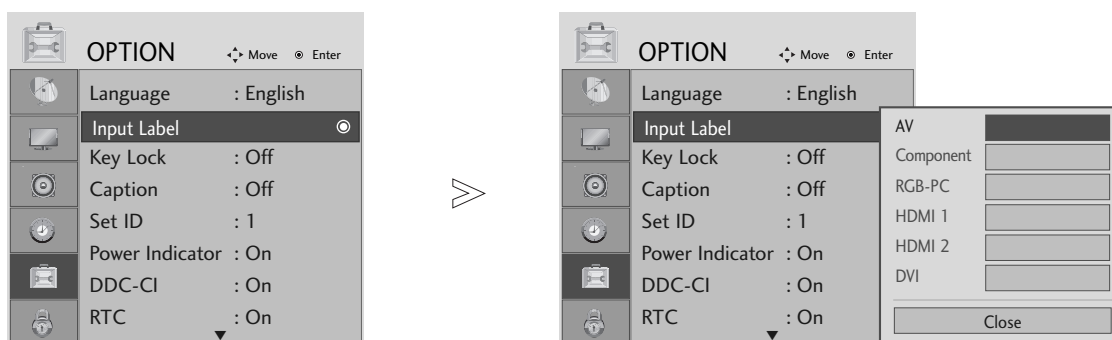 OPTION Move Enter
Language : English
Input Label
Key Lock : Off
Caption : Off
Set ID : 1
Power Indicator : On
DDC-CI : On
RTC : On
OPTION Move Enter
Language : English
Input Label
Key Lock : Off
Caption : Off
Set ID : 1
Power Indicator : On
DDC-CI : On
RTC : On
AV
Component
RGB-PC
HDMI 1
HDMI 2
DVI
Close